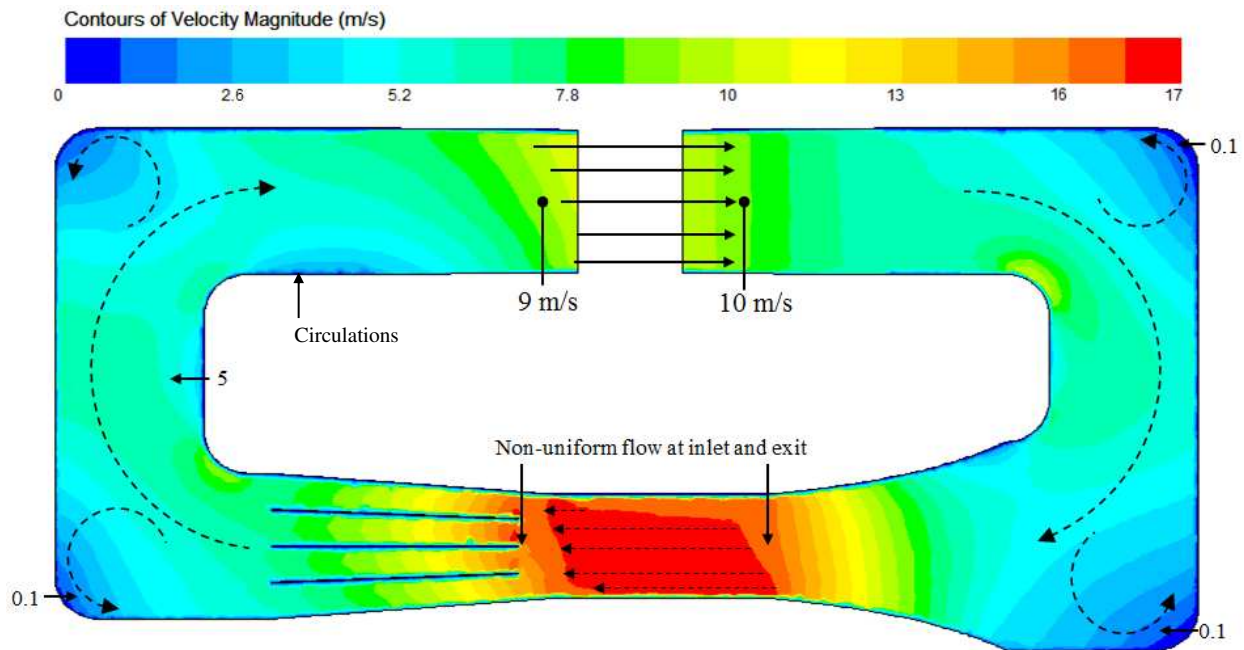 Contours of Velocity Magnitude (m/s)
0 2.6 5.2 7.8 10 13 16 17
0.1
9 m/s 10 m/s
Circulations
5
Non-uniform flow at inlet and exit
0.1
0.1